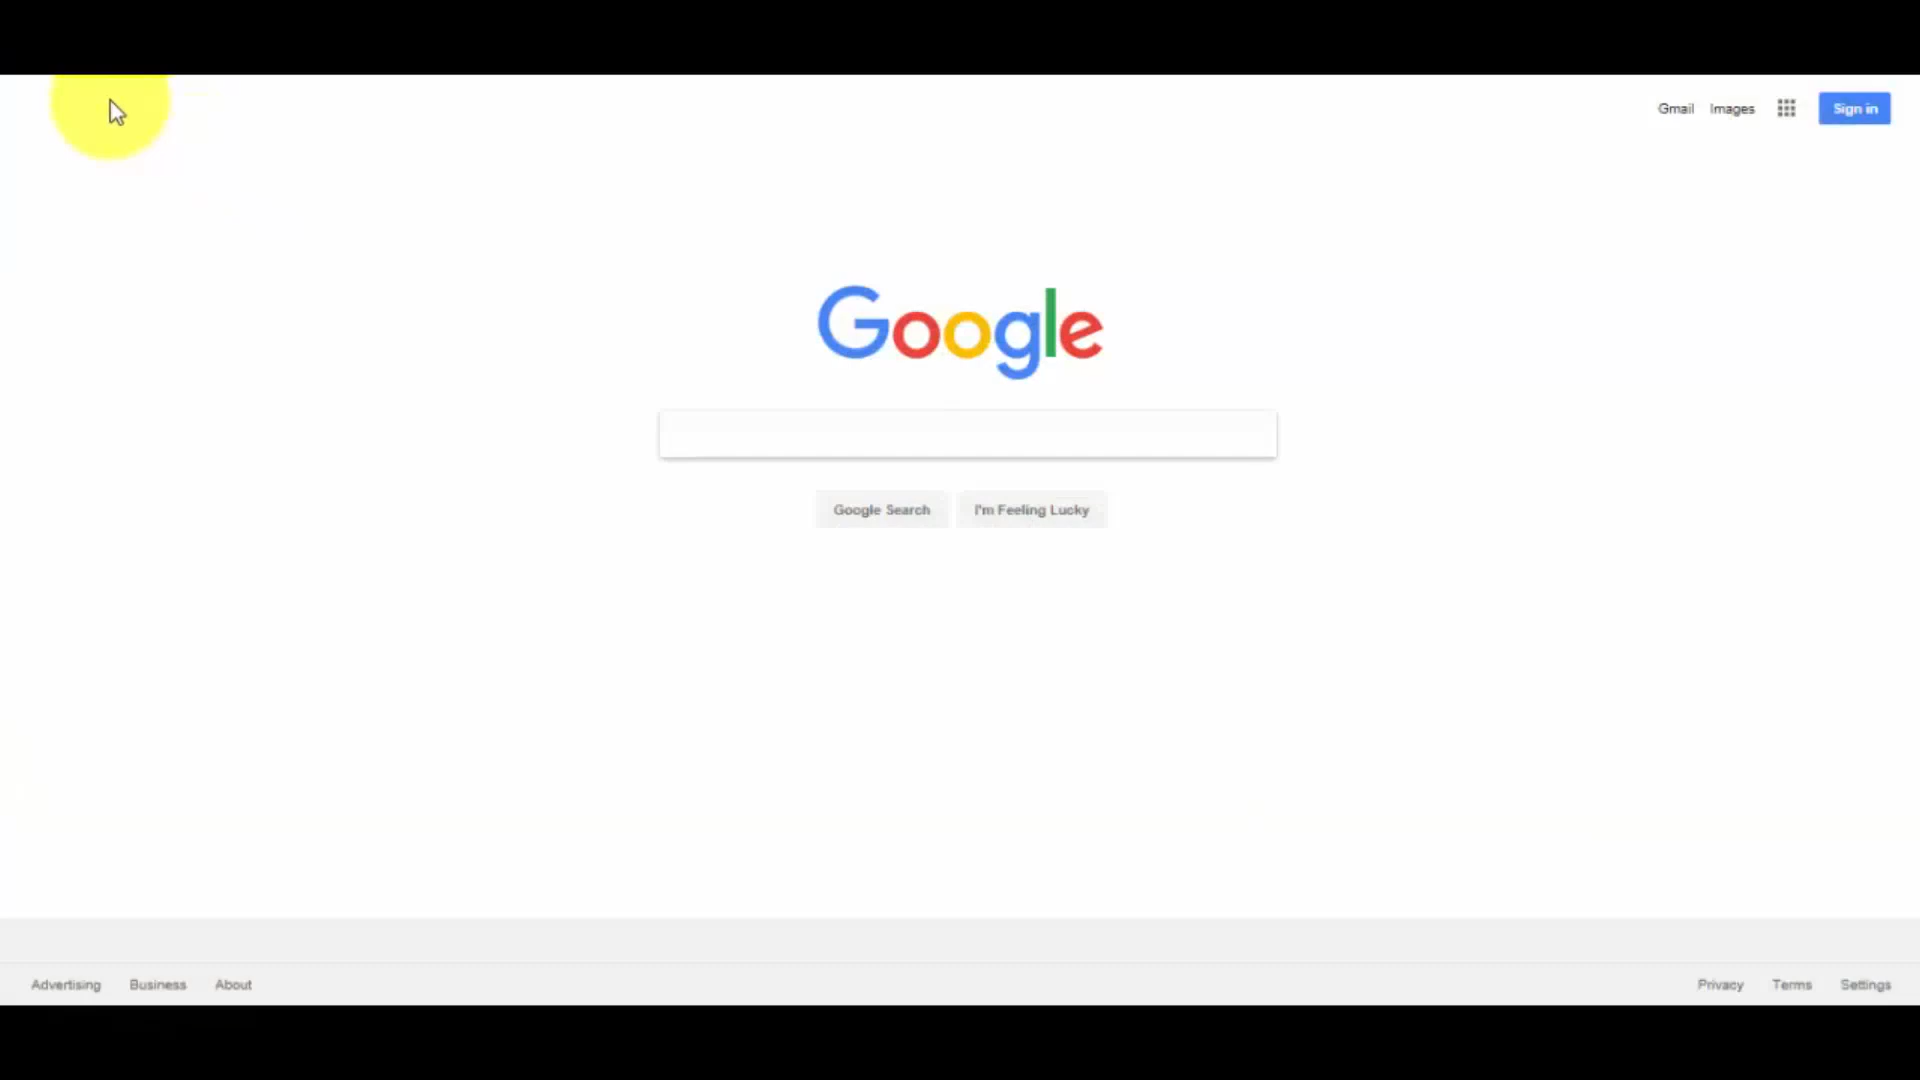 Gmail Images Sign in
Google
Google Search I'm Feeling Lucky
Advertising Business About Privacy Terms Settings